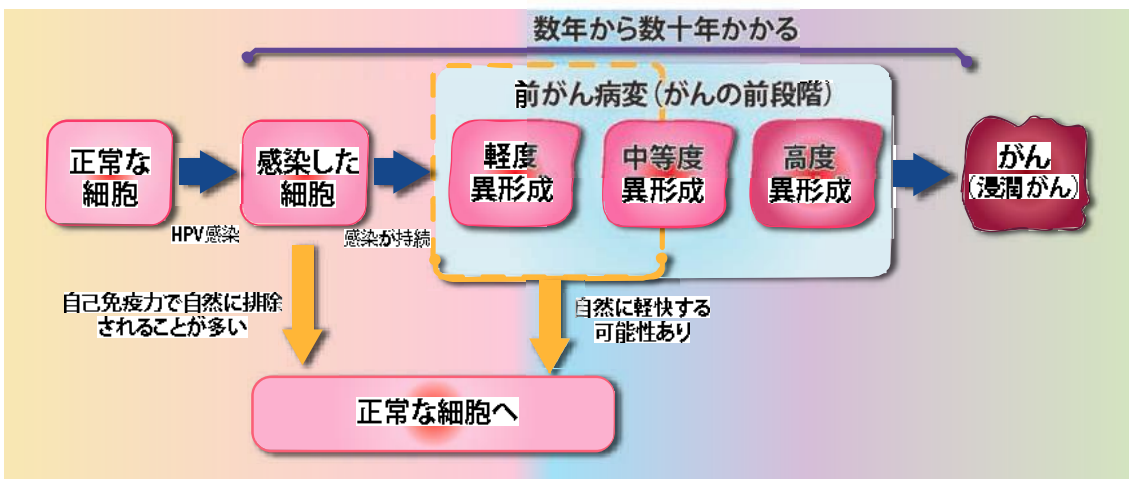 数年から数十年かかる
前がん病変（がんの前段階）
正常な
細胞
感染した
細胞
軽度
異形成
中等度
異形成
高度
異形成
がん
（浸潤がん）
HPV感染
感染が持続
自己免疫力で自然に排除
されることが多い
自然に軽快する
可能性あり
正常な細胞へ